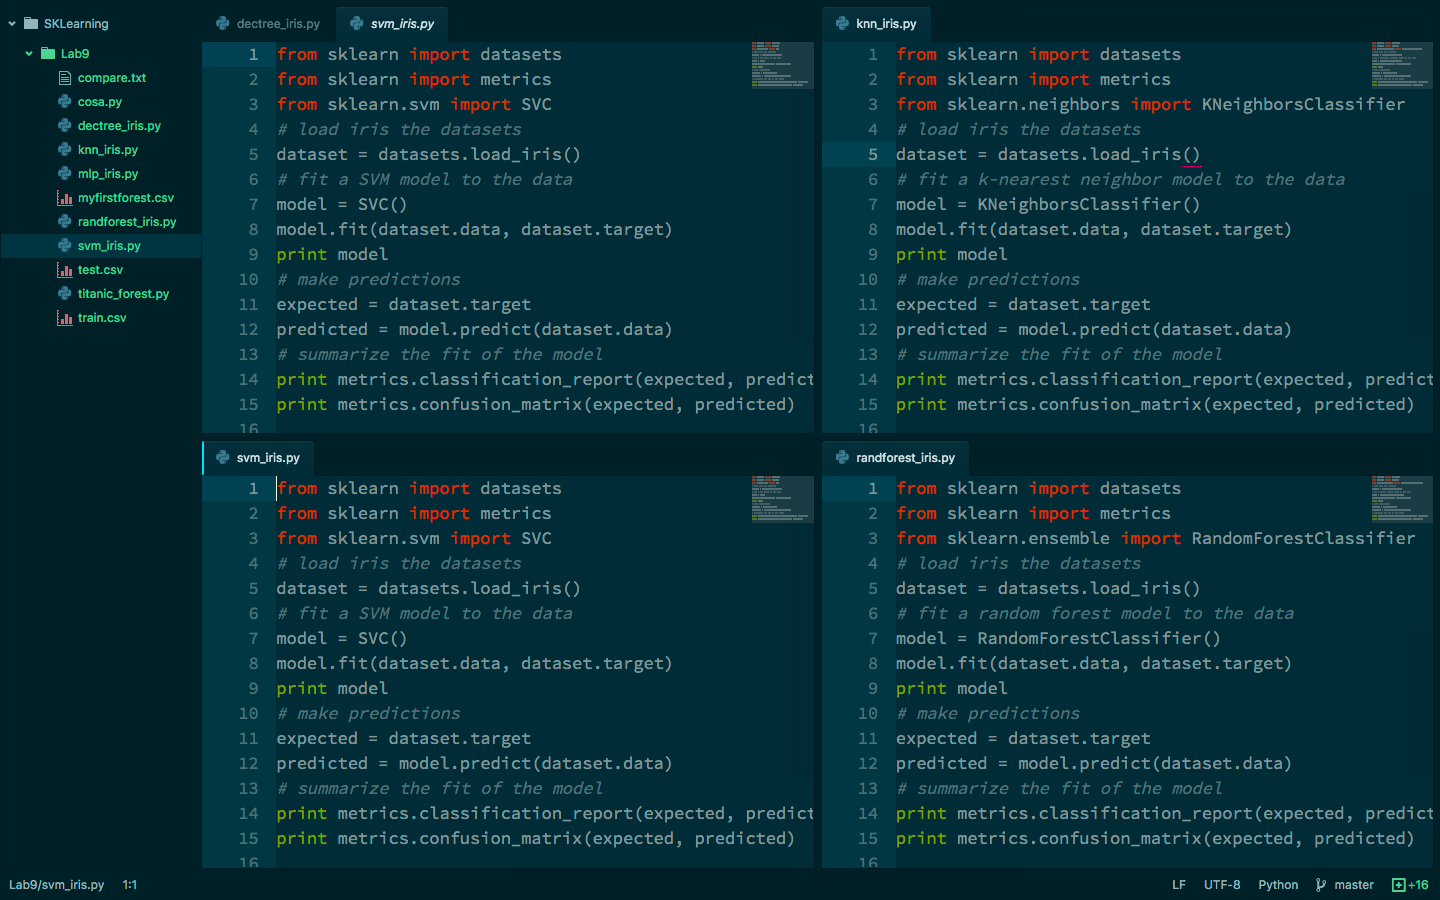 SKLearning
Lab9
compare.txt
cosa.py
dectree_iris.py
knn_iris.py
mlp_iris.py
myfirstforest.csv
randforest_iris.py
svm_iris.py
test.csv
titanic_forest.py
train.csv
dectree_iris.py
svm_iris.py
1 from sklearn import datasets
2 from sklearn import metrics
3 from sklearn.svm import SVC
4 # load iris the datasets
5 dataset = datasets.load_iris()
6 # fit a SVM model to the data
7 model = SVC()
8 model.fit(dataset.data, dataset.target)
9 print model
10 # make predictions
11 expected = dataset.target
12 predicted = model.predict(dataset.data)
13 # summarize the fit of the model
14 print metrics.classification_report(expected, predict
15 print metrics.confusion_matrix(expected, predicted)
16
knn_iris.py
1 from sklearn import datasets
2 from sklearn import metrics
3 from sklearn.neighbors import KNeighborsClassifier
4 # load iris the datasets
5 dataset = datasets.load_iris()
6 # fit a k-nearest neighbor model to the data
7 model = KNeighborsClassifier()
8 model.fit(dataset.data, dataset.target)
9 print model
10 # make predictions
11 expected = dataset.target
12 predicted = model.predict(dataset.data)
13 # summarize the fit of the model
14 print metrics.classification_report(expected, predict
15 print metrics.confusion_matrix(expected, predicted)
16
svm_iris.py
1 from sklearn import datasets
2 from sklearn import metrics
3 from sklearn.svm import SVC
4 # load iris the datasets
5 dataset = datasets.load_iris()
6 # fit a SVM model to the data
7 model = SVC()
8 model.fit(dataset.data, dataset.target)
9 print model
10 # make predictions
11 expected = dataset.target
12 predicted = model.predict(dataset.data)
13 # summarize the fit of the model
14 print metrics.classification_report(expected, predict
15 print metrics.confusion_matrix(expected, predicted)
16
randforest_iris.py
1 from sklearn import datasets
2 from sklearn import metrics
3 from sklearn.ensemble import RandomForestClassifier
4 # load iris the datasets
5 dataset = datasets.load_iris()
6 # fit a random forest model to the data
7 model = RandomForestClassifier()
8 model.fit(dataset.data, dataset.target)
9 print model
10 # make predictions
11 expected = dataset.target
12 predicted = model.predict(dataset.data)
13 # summarize the fit of the model
14 print metrics.classification_report(expected, predict
15 print metrics.confusion_matrix(expected, predicted)
16
Lab9/svm_iris.py 1:1 LF UTF-8 Python master +16